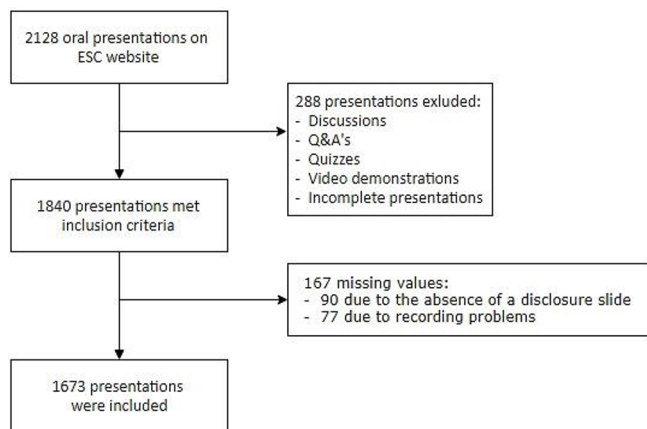 2128 oral presentations on
ESC website
288 presentations exluded:
- Discussions
- Q&A's
- Quizzes
- Video demonstrations
- Incomplete presentations
1840 presentations met
inclusion criteria
167 missing values:
- 90 due to the absence of a disclosure slide
- 77 due to recording problems
1673 presentations
were included